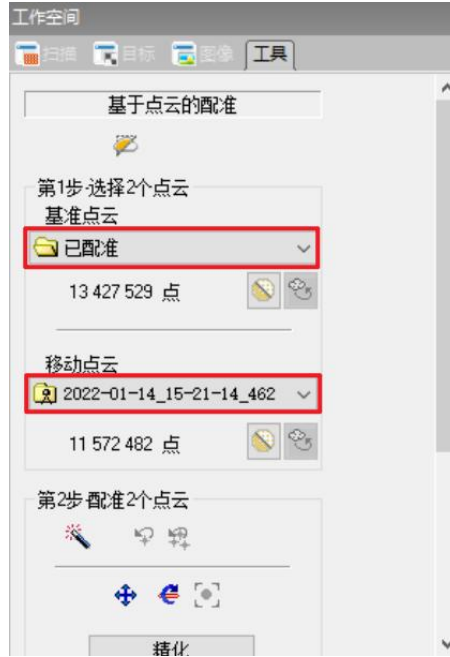 工作空间
扫描 目标 图像 工具
基于点云的配准
第1步-选择2个点云
基准点云
已配准
13 427 529 点
移动点云
2022-01-14_15-21-14_462
11 572 482 点
第2步-配准2个点云
精化